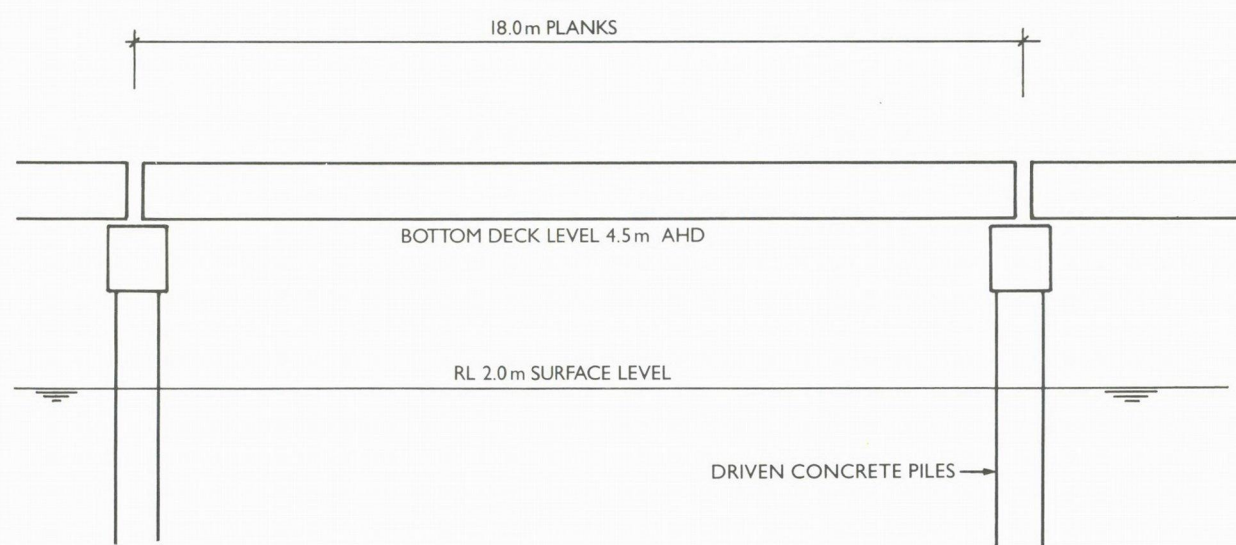 18.0m PLANKS
BOTTOM DECK LEVEL 4.5m AHD
RL 2.0m SURFACE LEVEL
DRIVEN CONCRETE PILES